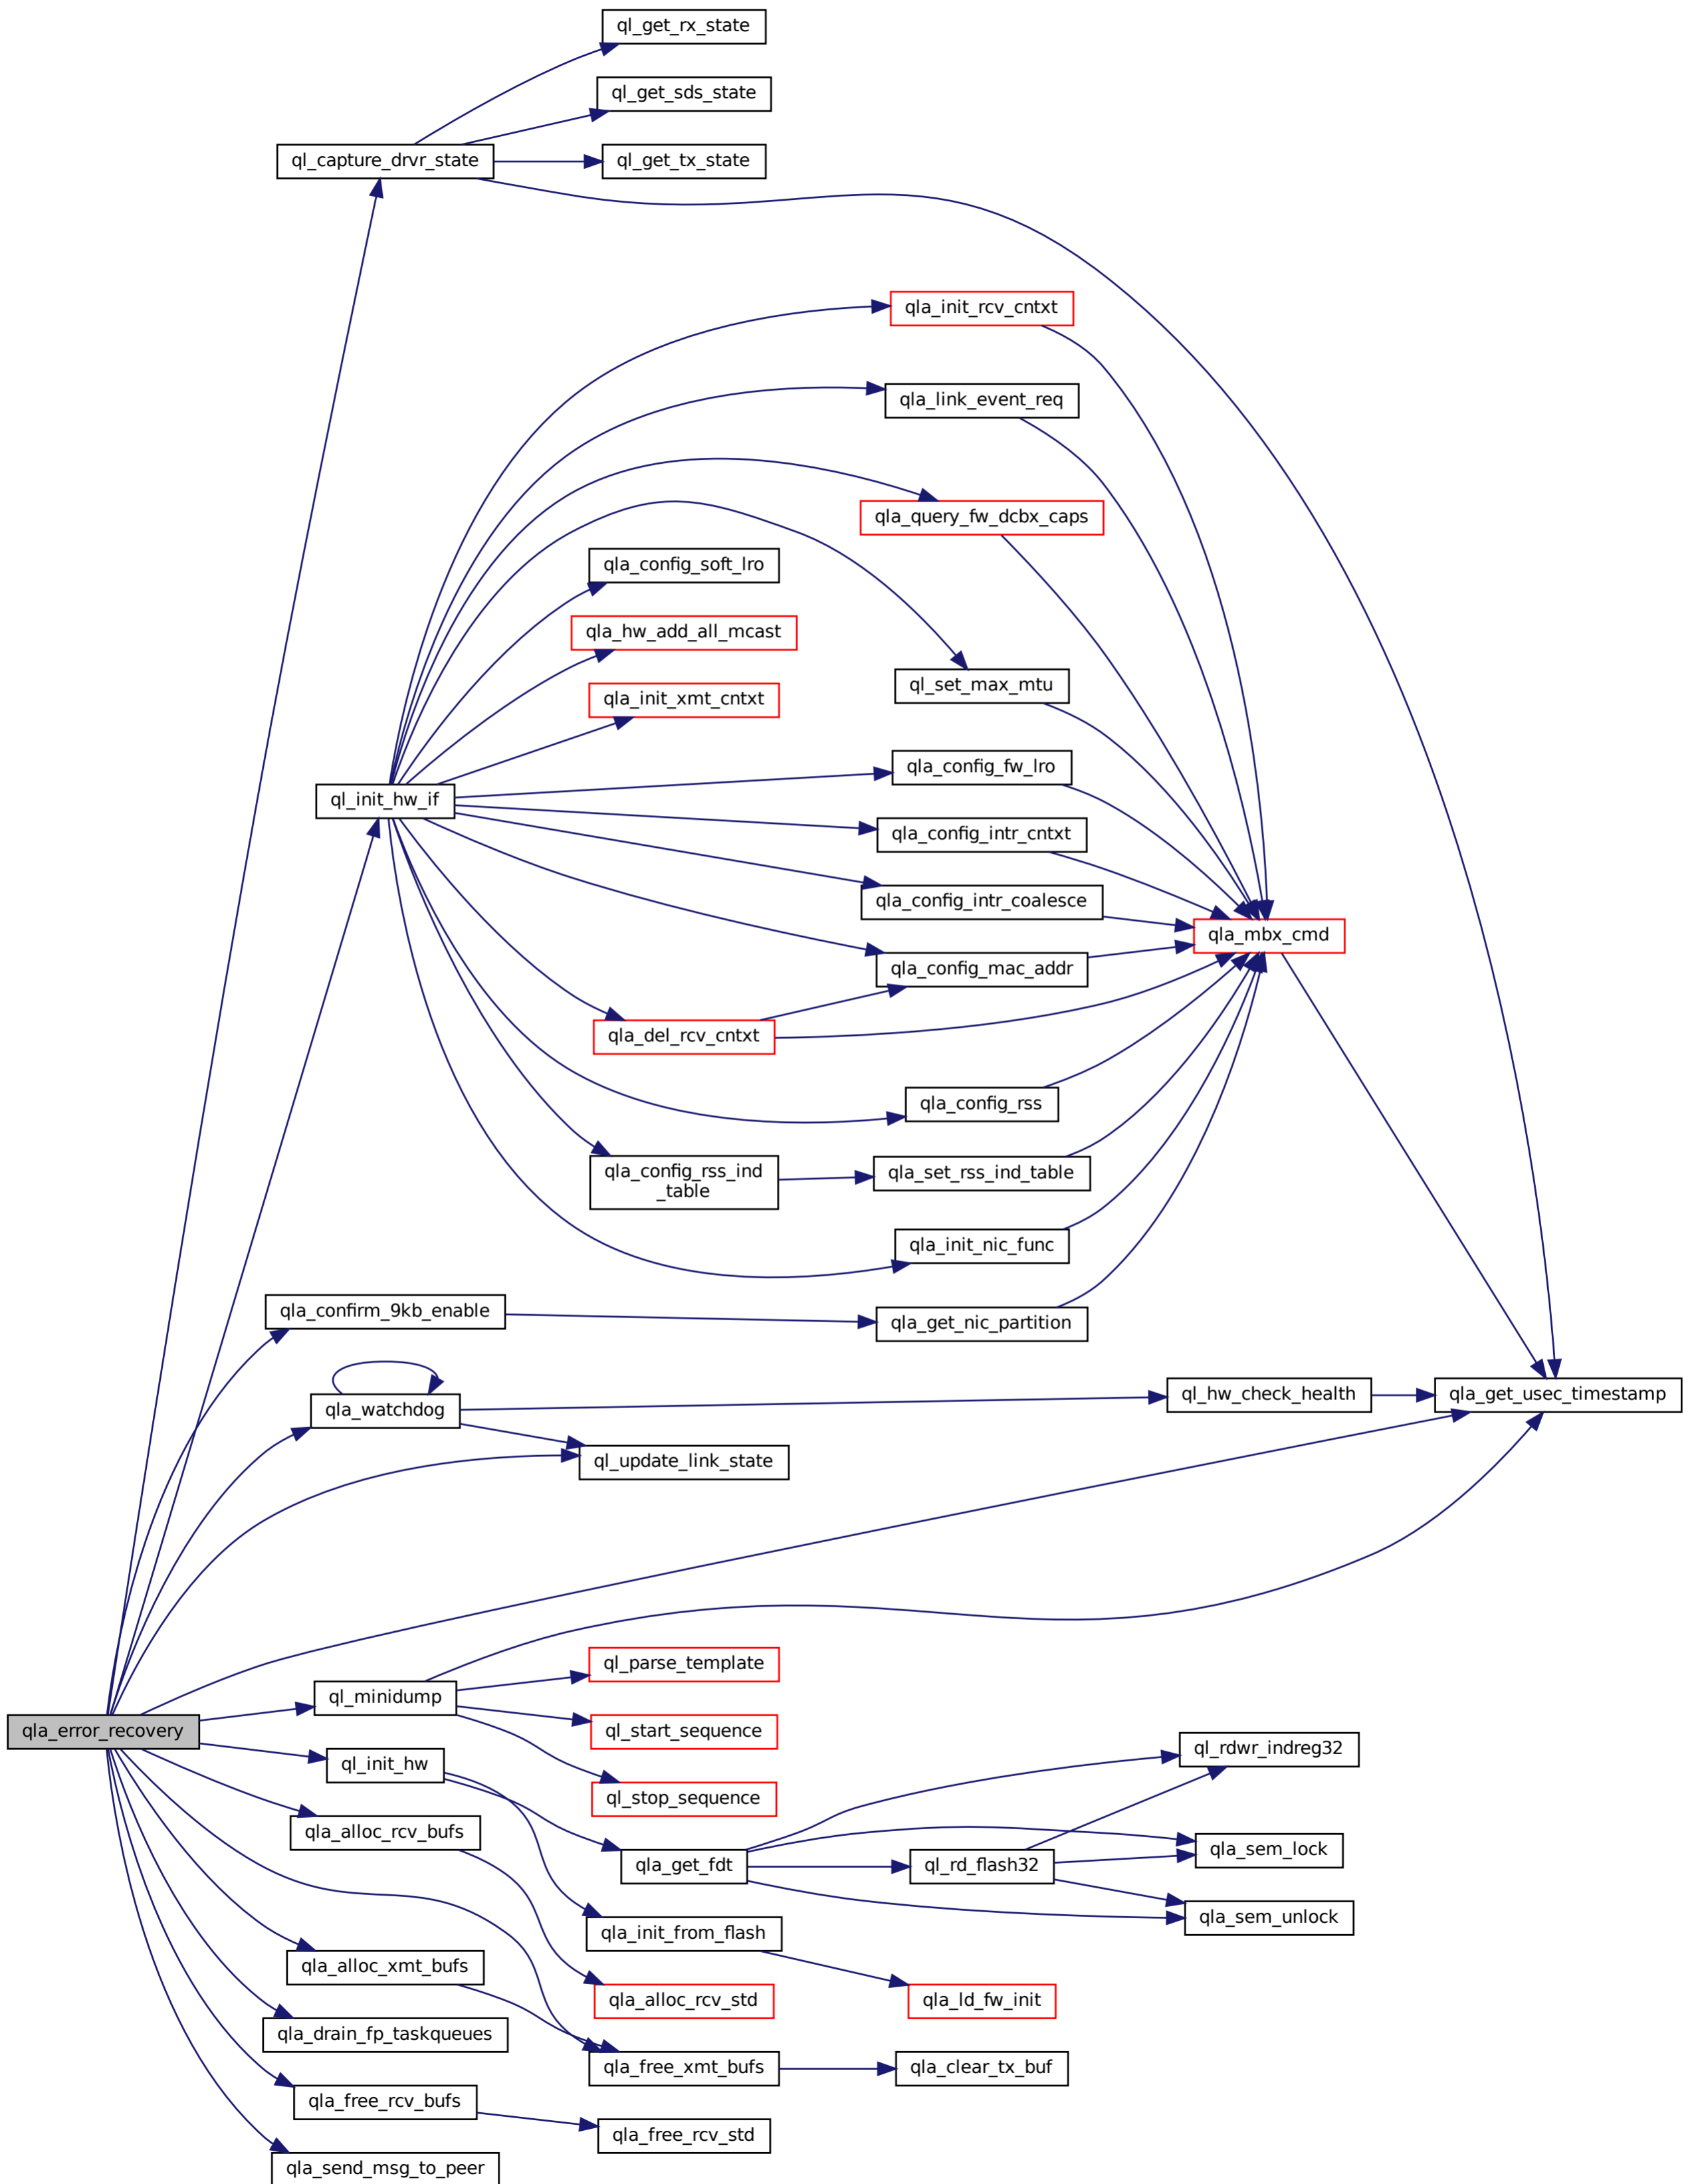 ql_get_rx_state
ql_get_sds_state
ql_capture_drvr_state
ql_get_tx_state
qla_init_rcv_cntxt
qla_link_event_req
qla_query_fw_dcbx_caps
qla_config_soft_lro
qla_hw_add_all_mcast
ql_set_max_mtu
qla_init_xmt_cntxt
qla_config_fw_lro
ql_init_hw_if
qla_config_intr_cntxt
qla_config_intr_coalesce
qla_mbx_cmd
qla_config_mac_addr
qla_del_rcv_cntxt
qla_config_rss
qla_config_rss_ind
_table
qla_set_rss_ind_table
qla_init_nic_func
qla_confirm_9kb_enable
qla_get_nic_partition
qla_watchdog
ql_hw_check_health
qla_get_usec_timestamp
ql_update_link_state
ql_parse_template
ql_minidump
qla_error_recovery
ql_start_sequence
ql_init_hw
ql_rdwr_indreg32
ql_stop_sequence
qla_alloc_rcv_bufs
qla_get_fdt
ql_rd_flash32
qla_sem_lock
qla_sem_unlock
qla_init_from_flash
qla_alloc_xmt_bufs
qla_alloc_rcv_std
qla_ld_fw_init
qla_drain_fp_taskqueues
qla_free_xmt_bufs
qla_clear_tx_buf
qla_free_rcv_bufs
qla_free_rcv_std
qla_send_msg_to_peer